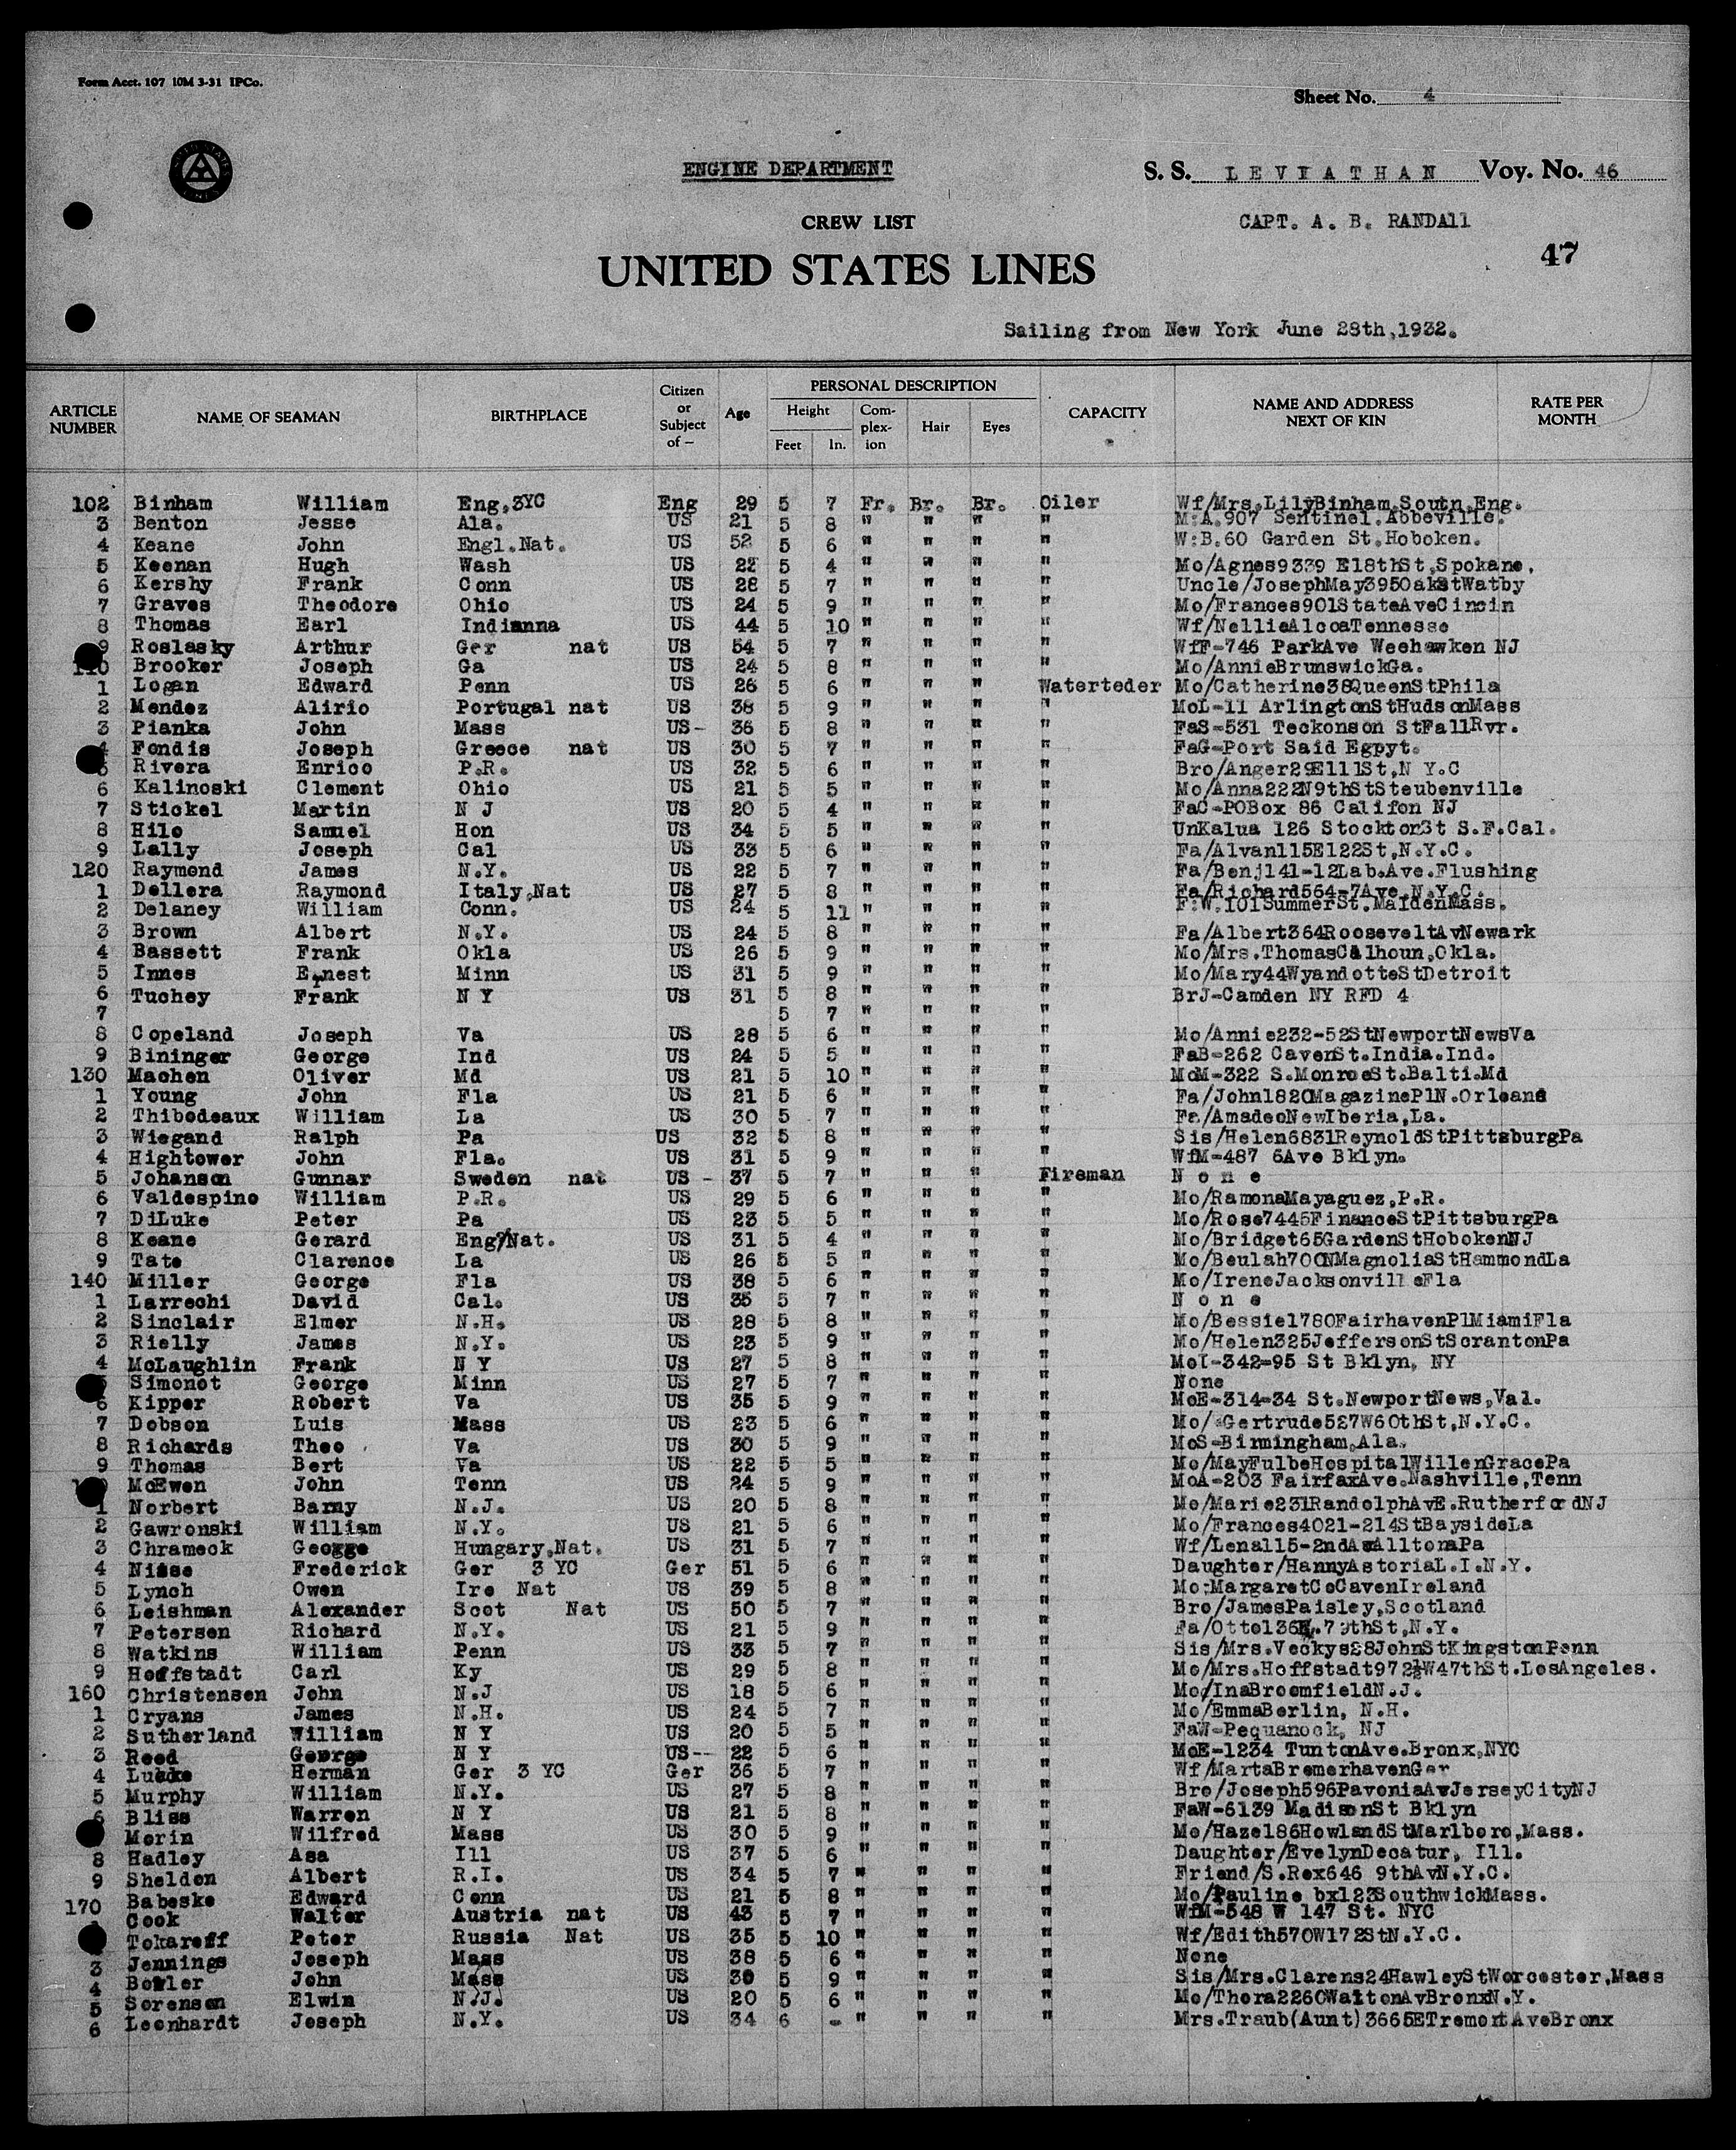 Form Acct. 107 10M 3-31 IPCo.
Sheet No. 4
ENGINE DEPARTMENT
S. S. L E V I A T H A N Voy. No. 46
CREW LIST
CAPT. A. B. RANDAll
UNITED STATES LINES
47
Sailing from New York June 28th,1932.
ARTICLE NUMBER NAME OF SEAMAN BIRTHPLACE Citizen or Subject of — Age PERSONAL DESCRIPTION Height Feet In. Com-plex-ion Hair Eyes CAPACITY NAME AND ADDRESS NEXT OF KIN RATE PER MONTH
102 Binham William Eng,3YC Eng 29 5 7 Fr. Br. Br. Oiler Wf/Mrs.LilyBinham,Soutn.Eng.
3 Benton Jesse Ala. US 21 5 8 " " " " M:A.907 Sentinel.Abbeville.
4 Keane John Engl.Nat. US 52 5 6 " " " " W:B.60 Garden St.Hoboken.
5 Keenan Hugh Wash US 22 5 4 " " " " Mo/Agnes9339 E18thSt,Spokane,
6 Kershy Frank Conn US 28 5 7 " " " " Uncle/JosephMay395OakStWatby
7 Graves Theodore Ohio US 24 5 9 " " " " Mo/Frances901StateAveCincin
8 Thomas Earl Indianna US 44 5 10 " " " " Wf/NellieAlcoaTennesse
9 Roslasky Arthur Ger nat US 54 5 7 " " " " WfF-746 ParkAve Weehawken NJ
110 Brooker Joseph Ga US 24 5 8 " " " " Mo/AnnieBrunswickGa.
1 Logan Edward Penn US 26 5 6 " " " Waterteder Mo/Catherine38QueenStPhila
2 Mendez Alirio Portugal nat US 38 5 9 " " " " MoL-11 ArlingtonStHudsonMass
3 Pianka John Mass US- 36 5 8 " " " " FaS-531 Teckonson StFallRvr.
4 Fondis Joseph Greece nat US 30 5 7 " " " " FaG-Port Said Egpyt.
5 Rivera Enrico P.R. US 32 5 6 " " " " Bro/Anger29E111St,N Y.C
6 Kalinoski Clement Ohio US 21 5 5 " " " " Mo/Anna222N9thStSteubenville
7 Stickel Martin N J US 20 5 4 " " " " FaC-POBox 86 Califon NJ
8 Hilo Samuel Hon US 34 5 5 " " " " UnKalua 126 StocktonSt S.F.Cal.
9 Lally Joseph Cal US 33 5 6 " " " " Fa/Alvan115E122St,N.Y.C.
120 Raymond James N.Y. US 22 5 7 " " " " Fa/Benj141-12Lab.Ave.Flushing
1 Dellera Raymond Italy,Nat US 27 5 8 " " " " Fa/Richard564-7Ave.N.Y.C.
2 Delaney William Conn. US 24 5 11 " " " " F:W.101SummerSt.MaldenMass.
3 Brown Albert N.Y. US 24 5 8 " " " " Fa/Albert364RooseveltAvNewark
4 Bassett Frank Okla US 26 5 9 " " " " Mo/Mrs.ThomasCalhoun,Okla.
5 Innes Ernest Minn US 31 5 9 " " " " Mo/Mary44WyandotteStDetroit
6 Tuohey Frank N Y US 31 5 8 " " " " BrJ-Camden NY RFD 4
7 5 7 " " " "
8 Copeland Joseph Va US 28 5 6 " " " " Mo/Annie232-52StNewportNewsVa
9 Bininger George Ind US 24 5 5 " " " " FaB-262 CavenSt.India.Ind.
130 Machen Oliver Md US 21 5 10 " " " " MoM-322 S.MonroeSt.Balti.Md
1 Young John Fla US 21 5 6 " " " " Fa/John1820MagazinePlN.Orleans
2 Thibodeaux William La US 30 5 7 " " " " Fa/AmadeoNewIberia,La.
3 Wiegand Ralph Pa US 32 5 8 " " " " Sis/Helen6831ReynoldStPittsburgPa
4 Hightower John Fla. US 31 5 9 " " " " WfM-487 6Ave Bklyn.
5 Johanson Gunnar Sweden nat US - 37 5 7 " " " Fireman N o n e
6 Valdespino William P.R. US 29 5 6 " " " " Mo/RamonaMayaguez,P.R.
7 DiLuke Peter Pa US 23 5 5 " " " " Mo/Rose7445FinanceStPittsburgPa
8 Keane Gerard Eng/Nat. US 31 5 4 " " " " Mo/Bridget65GardenStHobokenNJ
9 Tate Clarence La US 26 5 5 " " " " Mo/Beulah700NMagnoliaStHammondLa
140 Miller George Fla US 38 5 6 " " " " Mo/IreneJacksonvilleFla
1 Larrechi David Cal. US 35 5 7 " " " " N o n e
2 Sinclair Elmer N.H. US 28 5 8 " " " " Mo/Bessie1780FairhavenPlMiamiFla
3 Rielly James N.Y. US 23 5 9 " " " " Mo/Helen325JeffersonStScrantonPa
4 McLaughlin Frank N Y US 27 5 8 " " " " MoI-342-95 St Bklyn, NY
5 Simonot George Minn US 27 5 7 " " " " None
6 Kipper Robert Va US 35 5 9 " " " " MoE-314-34 St.NewportNews,Val.
7 Dobson Luis Mass US 23 5 6 " " " " Mo/Gertrude527W60thSt,N.Y.C.
8 Richards Theo Va US 30 5 9 " " " " MoS-Birmingham,Ala.
9 Thomas Bert Va US 22 5 5 " " " " Mo/MayFulbeHospitalWillenGracePa
McEwen John Tenn US 24 5 9 " " " " MoA-203 FairfaxAve.Nashville,Tenn
1 Norbert Barny N.J. US 20 5 8 " " " " Mo/Marie231RandolphAvE.RutherfordNJ
2 Gawronski William N.Y. US 21 5 6 " " " " Mo/Frances4021-214StBaysideLa
3 Chrameck George Hungary,Nat. US 31 5 7 " " " " Wf/Lena115-2ndAvAlltonaPa
4 Nisse Frederick Ger 3 YC Ger 51 5 6 " " " " Daughter/HannyAstoriaL.I.N.Y.
5 Lynch Owen Ire Nat US 39 5 8 " " " " Mo:MargaretCoCavenIreland
6 Leishman Alexander Scot Nat US 50 5 7 " " " " Bro/JamesPaisley,Scotland
7 Petersen Richard N.Y. US 21 5 9 " " " " Fa/Otto136E.79thSt,N.Y.
8 Watkins William Penn US 33 5 7 " " " " Sis/Mrs.Veckys28JohnStKingstonPenn
9 Hoffstadt Carl Ky US 29 5 8 " " " " Mo/Mrs.Hoffstadt972½W47thSt.LosAngeles.
160 Christensen John N.J US 18 5 6 " " " " Mo/InaBroomfieldN.J.
1 Cryans James N.H. US 24 5 7 " " " " Mo/EmmaBerlin, N.H.
2 Sutherland William N Y US 20 5 5 " " " " FaW-Pequanock, NJ
3 Reed George N Y US-- 22 5 6 " " " " MoE-1234 TuntonAve.Bronx,NYC
4 Luedke Herman Ger 3 YC Ger 36 5 7 " " " " Wf/MartaBremerhavenGer
5 Murphy William N.Y. US 27 5 8 " " " " Bro/Joseph596PavoniaAvJerseyCityNJ
6 Bliss Warren N Y US 21 5 8 " " " " FaW-6139 MadisonSt Bklyn
Morin Wilfred Mass US 30 5 9 " " " " Mo/Hazel86HowlandStMarlboro,Mass.
8 Hadley Asa Ill US 37 5 6 " " " " Daughter/EvelynDecatur, Ill.
9 Sheldon Albert R.I. US 34 5 7 " " " " Friend/S.Rex646 9thAvN.Y.C.
170 Babeske Edward Conn US 21 5 8 " " " " Mo/Pauline bx123SouthwickMass.
Cook Walter Austria nat US 43 5 7 " " " " WfM-548 W 147 St. NYC
Tokareff Peter Russia Nat US 35 5 10 " " " " Wf/Edith570W172StN.Y.C.
3 Jennings Joseph Mass US 38 5 6 " " " " None
4 Bowler John Mass US 30 5 9 " " " " Sis/Mrs.Clarens24HawleyStWorcester,Mass
5 Sorensen Elwin N.J. US 20 5 6 " " " " Mo/Thora2260WaltonAvBronxN.Y.
6 Leonhardt Joseph N.Y. US 34 6 - " " " " Mrs.Traub(Aunt)3665ETremontAveBronx